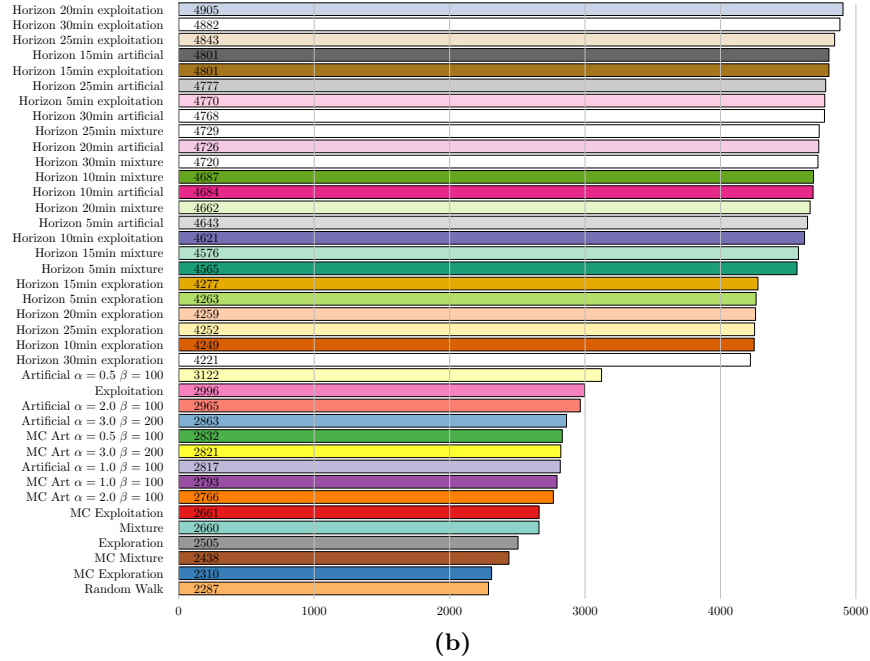 Horizon 20min exploitation 4905
Horizon 30min exploitation 4882
Horizon 25min exploitation 4843
Horizon 15min artificial 4801
Horizon 15min exploitation 4801
Horizon 25min artificial 4777
Horizon 5min exploitation 4770
Horizon 30min artificial 4768
Horizon 25min mixture 4729
Horizon 20min artificial 4726
Horizon 30min mixture 4720
Horizon 10min mixture 4687
Horizon 10min artificial 4684
Horizon 20min mixture 4662
Horizon 5min artificial 4643
Horizon 10min exploitation 4621
Horizon 15min mixture 4576
Horizon 5min mixture 4565
Horizon 15min exploration 4277
Horizon 5min exploration 4263
Horizon 20min exploration 4259
Horizon 25min exploration 4252
Horizon 10min exploration 4249
Horizon 30min exploration 4221
Artificial α = 0.5 β = 100 3122
Exploitation 2996
Artificial α = 2.0 β = 100 2965
Artificial α = 3.0 β = 200 2863
MC Art α = 0.5 β = 100 2832
MC Art α = 3.0 β = 200 2821
Artificial α = 1.0 β = 100 2817
MC Art α = 1.0 β = 100 2793
MC Art α = 2.0 β = 100 2766
MC Exploitation 2661
Mixture 2660
Exploration 2505
MC Mixture 2438
MC Exploration 2310
Random Walk 2287
0 1000 2000 3000 4000 5000
(b)